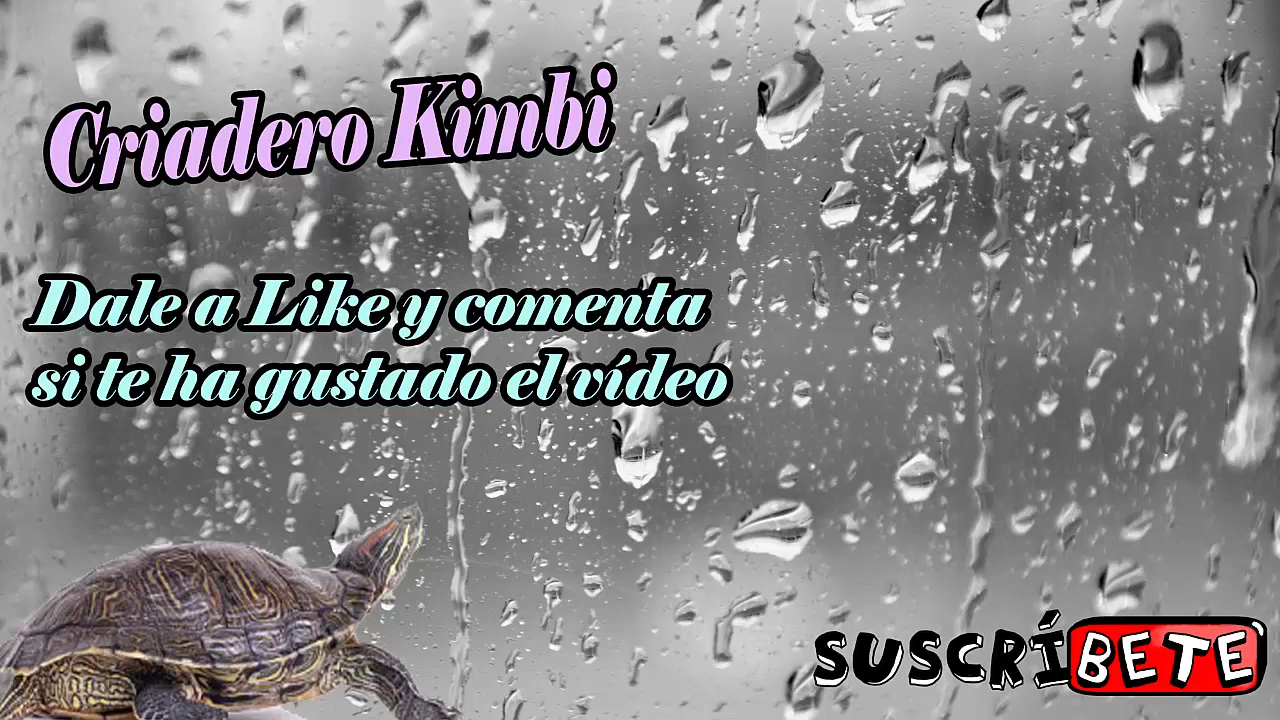 Criadero Kimbi
Dale a Like y comenta
si te ha gustado el vídeo
SUSCRÍBETE